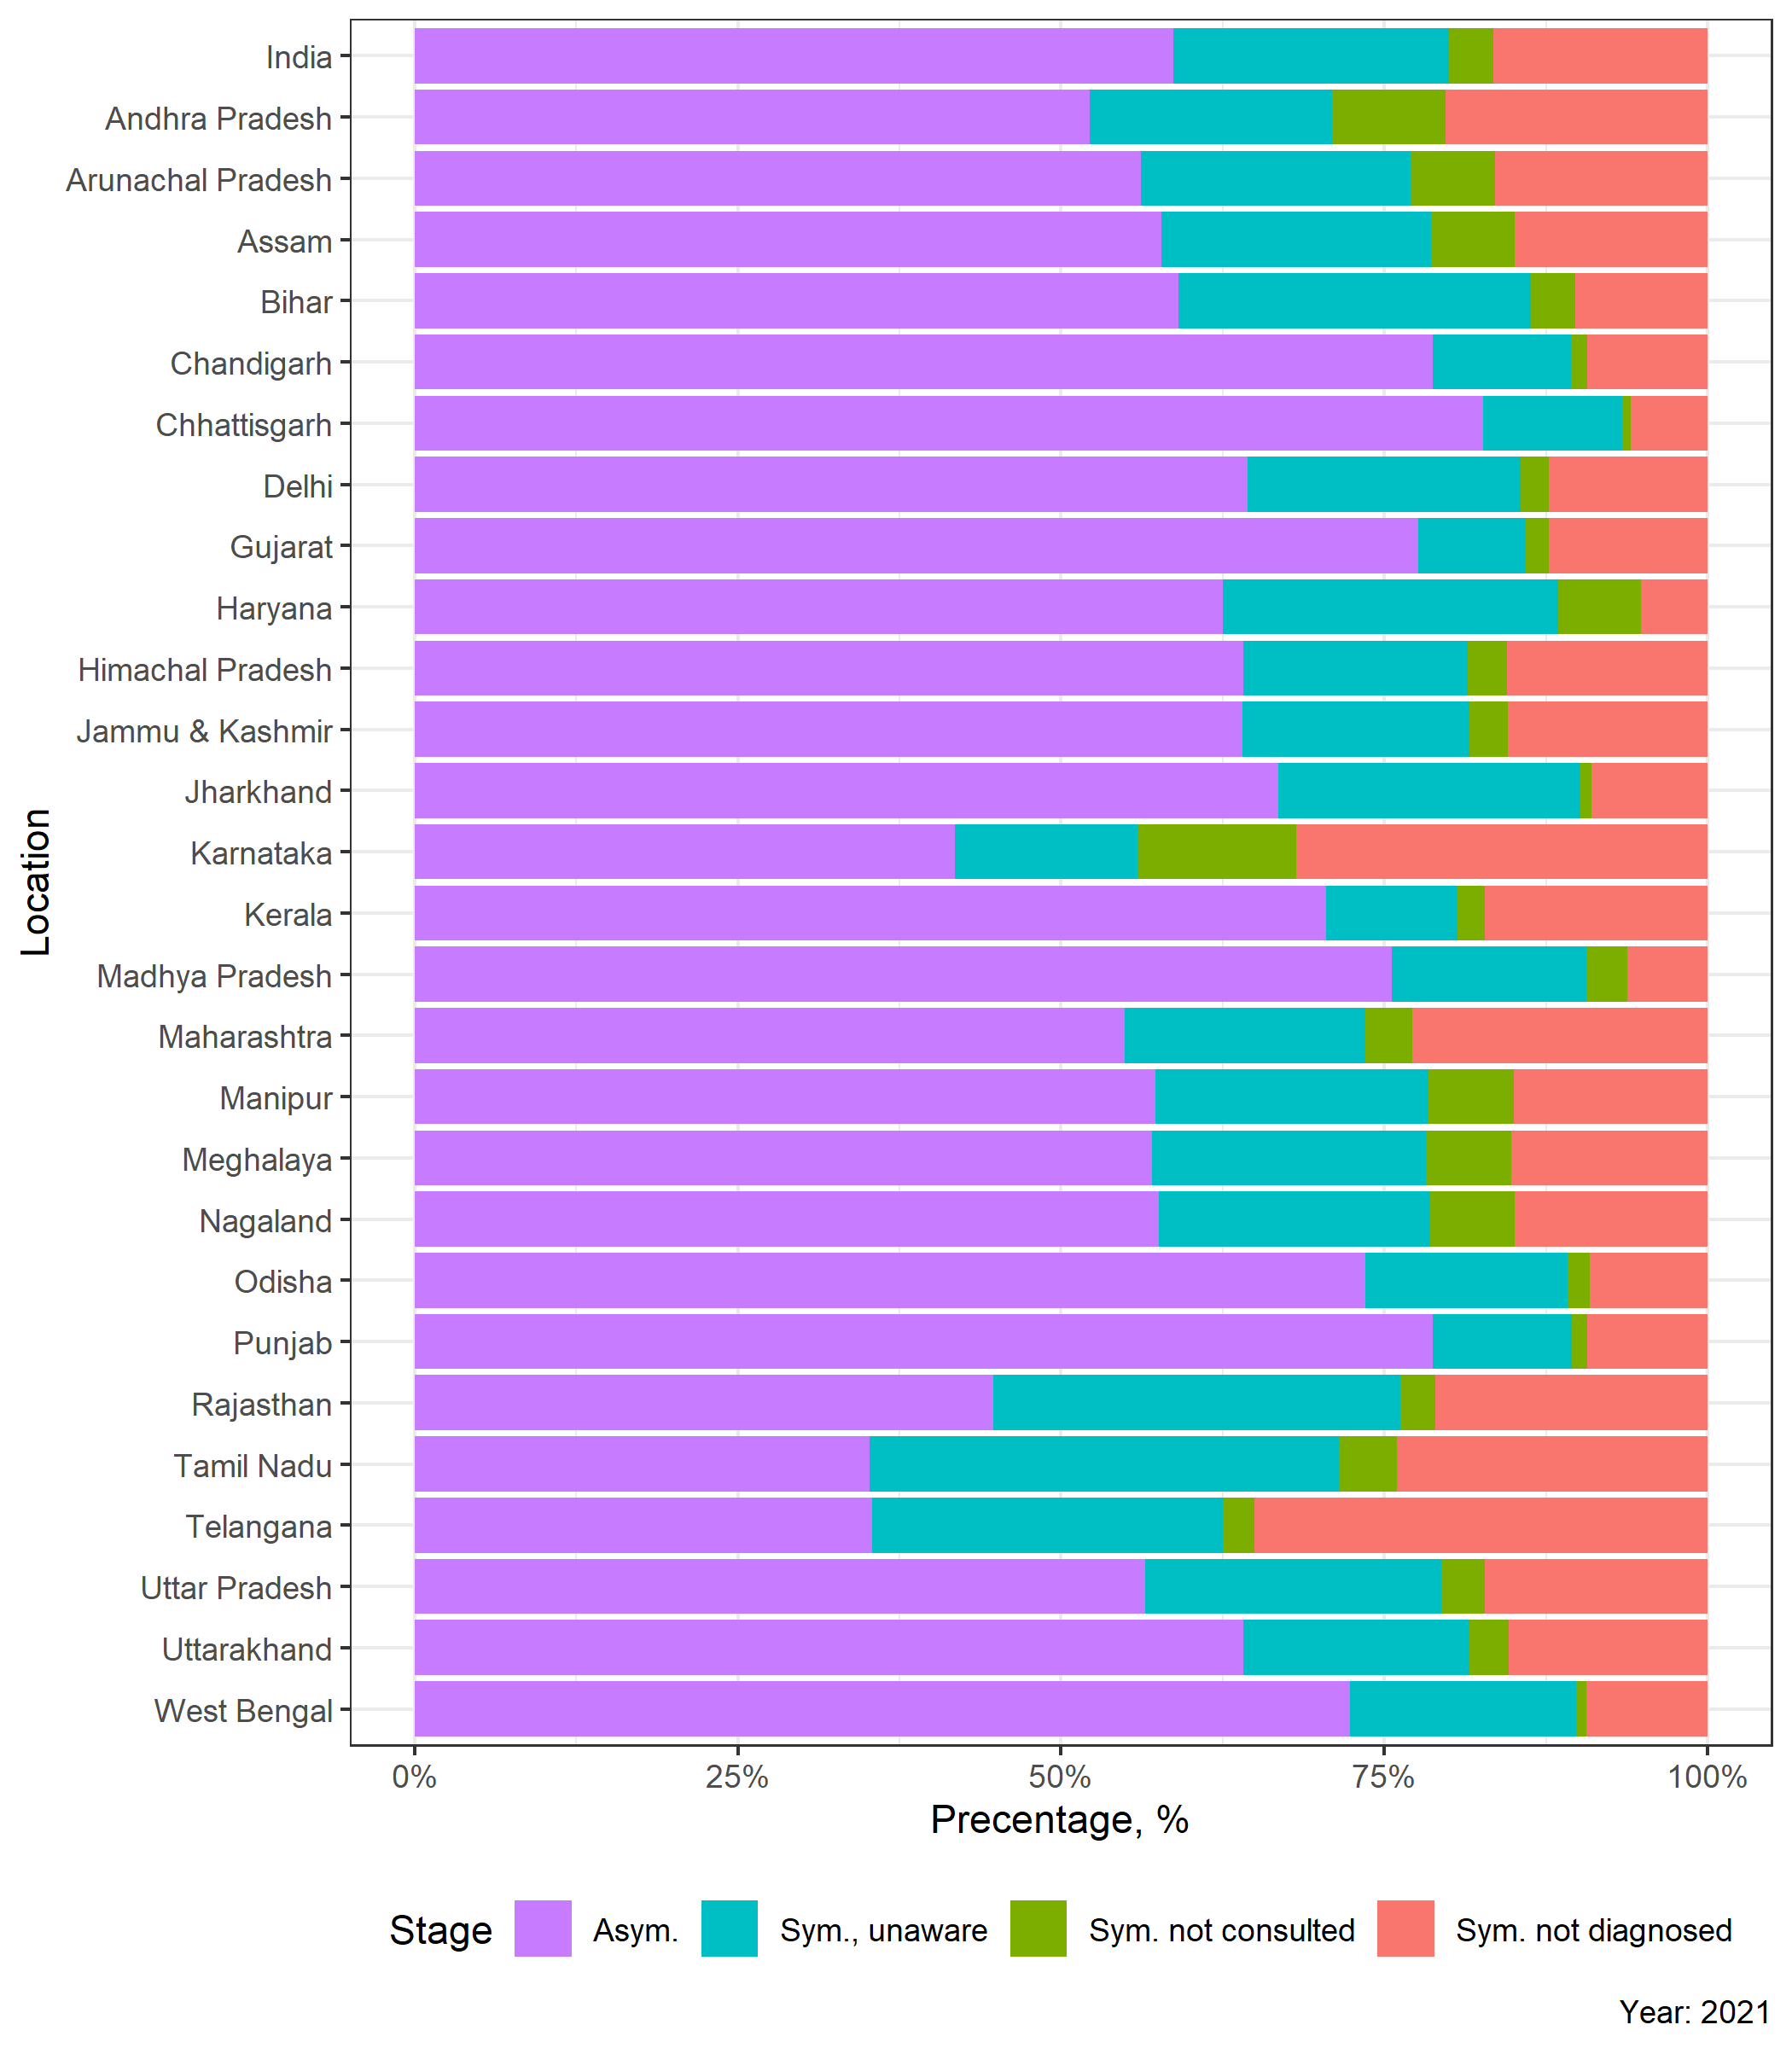 India
Andhra Pradesh
Arunachal Pradesh
Assam
Bihar
Chandigarh
Chhattisgarh
Delhi
Gujarat
Haryana
Himachal Pradesh
Jammu & Kashmir
Jharkhand
Karnataka
Kerala
Madhya Pradesh
Maharashtra
Manipur
Meghalaya
Nagaland
Odisha
Punjab
Rajasthan
Tamil Nadu
Telangana
Uttar Pradesh
Uttarakhand
West Bengal
Location
0% 25% 50% 75% 100%
Precentage, %
Stage Asym. Sym., unaware Sym. not consulted Sym. not diagnosed
Year: 2021